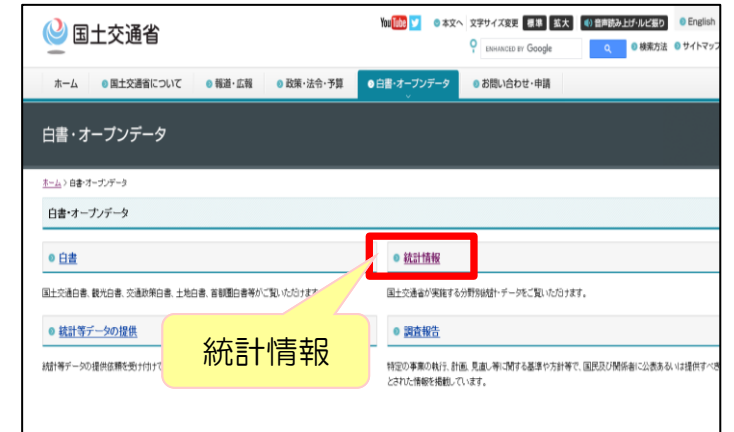 国土交通省
YouTube 本文へ 文字サイズ変更 標準 拡大 音声読み上げ・ルビ振り English
ENHANCED BY Google 検索方法 サイトマップ
ホーム 国土交通省について 報道・広報 政策・法令・予算 白書・オープンデータ お問い合わせ・申請
白書・オープンデータ
ホーム > 白書・オープンデータ
白書・オープンデータ
白書 統計情報
国土交通白書、観光白書、交通政策白書、土地白書、首都圏白書等がご覧いただけます 国土交通省が実施する分野別統計・データをご覧いただけます。
統計等データの提供 調査報告
統計情報
統計等データの提供依頼を受け付けて 特定の事業の執行、計画、見直し等に関する基準や方針等で、国民及び関係者に公表あるいは提供すべき
とされた情報を掲載しています。